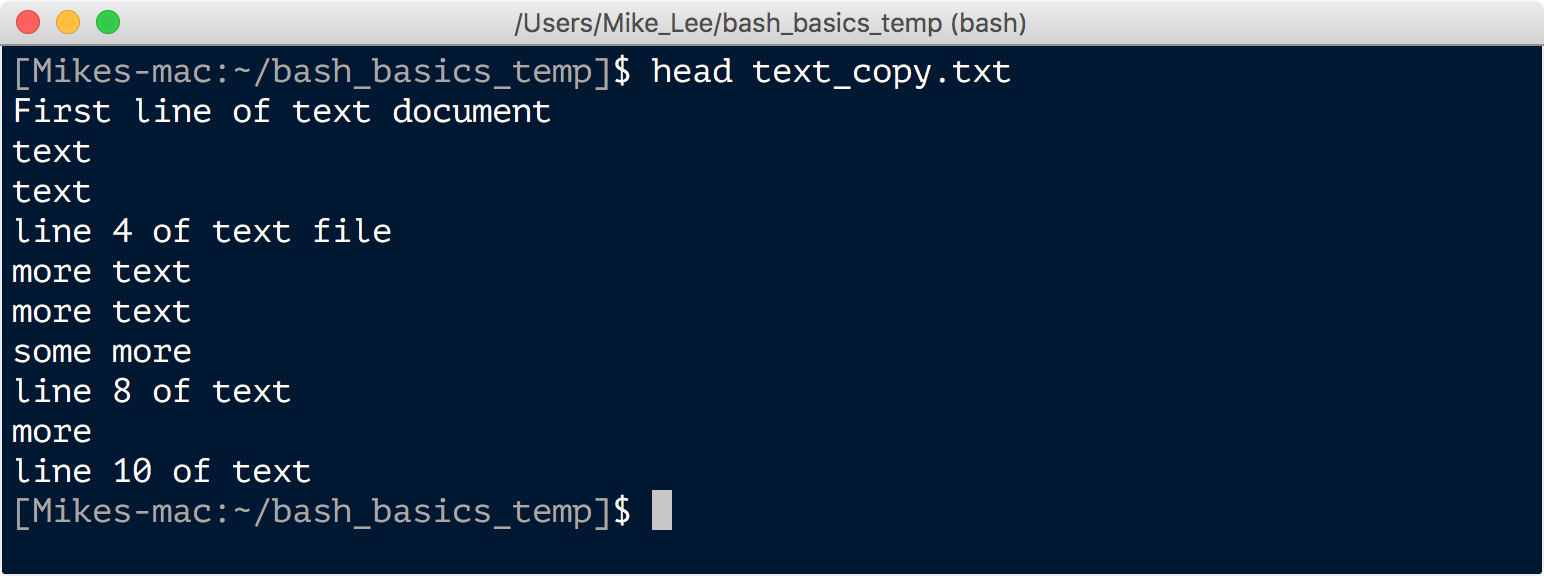 /Users/Mike_Lee/bash_basics_temp (bash)
[Mikes-mac:~/bash_basics_temp]$ head text_copy.txt
First line of text document
text
text
line 4 of text file
more text
more text
some more
line 8 of text
more
line 10 of text
[Mikes-mac:~/bash_basics_temp]$